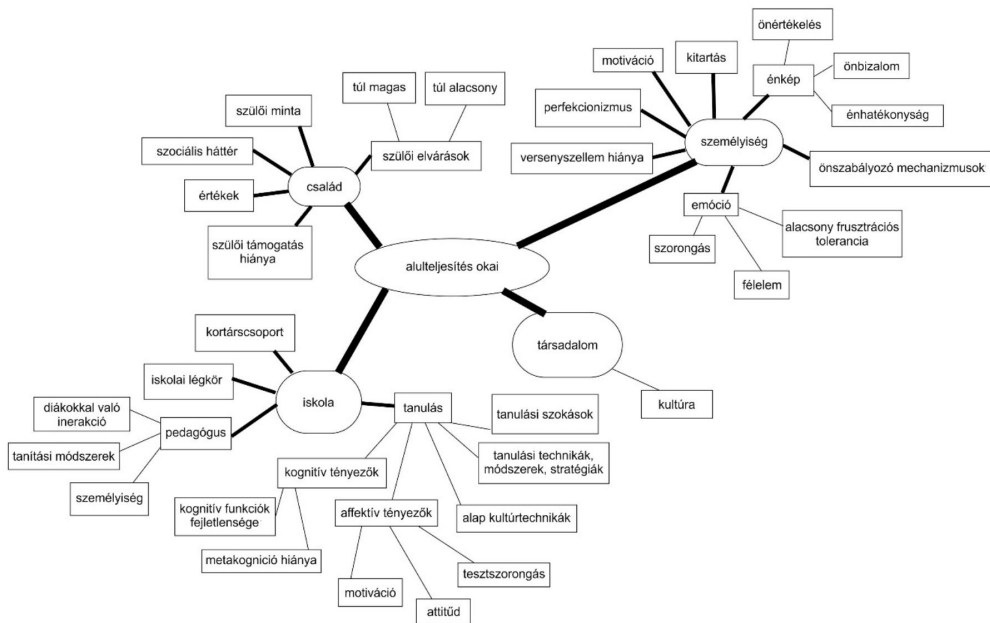 önértékelés
motiváció
kitartás
énkép
önbizalom
túl magas
túl alacsony
szülői minta
perfekcionizmus
énhatékonyság
személyiség
szociális háttér
szülői elvárások
versenyszellem hiánya
önszabályozó mechanizmusok
család
értékek
emóció
szülői támogatás
hiánya
szorongás
alacsony frusztrációs
tolerancia
alulteljesítés okai
félelem
kortárscsoport
társadalom
iskolai légkör
iskola
tanulás
kultúra
diákokkal való
inerakció
tanulási szokások
pedagógus
tanítási módszerek
tanulási technikák,
módszerek, stratégiák
kognitív tényezők
személyiség
kognitív funkciók
fejletlensége
affektív tényezők
alap kultúrtechnikák
metakogníció hiánya
tesztszorongás
motiváció
attitűd